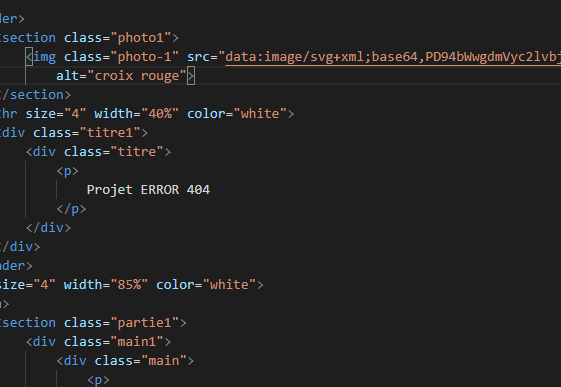 der>
section class="photo1">
<img class="photo-1" src="data:image/svg+xml;base64,PD94bWwgdmVyc2lvbj
alt="croix rouge">
</section>
hr size="4" width="40%" color="white">
div class="titre1">
<div class="titre">
<p>
Projet ERROR 404
</p>
</div>
</div>
ader>
size="4" width="85%" color="white">
>
section class="partie1">
<div class="main1">
<div class="main">
<p>